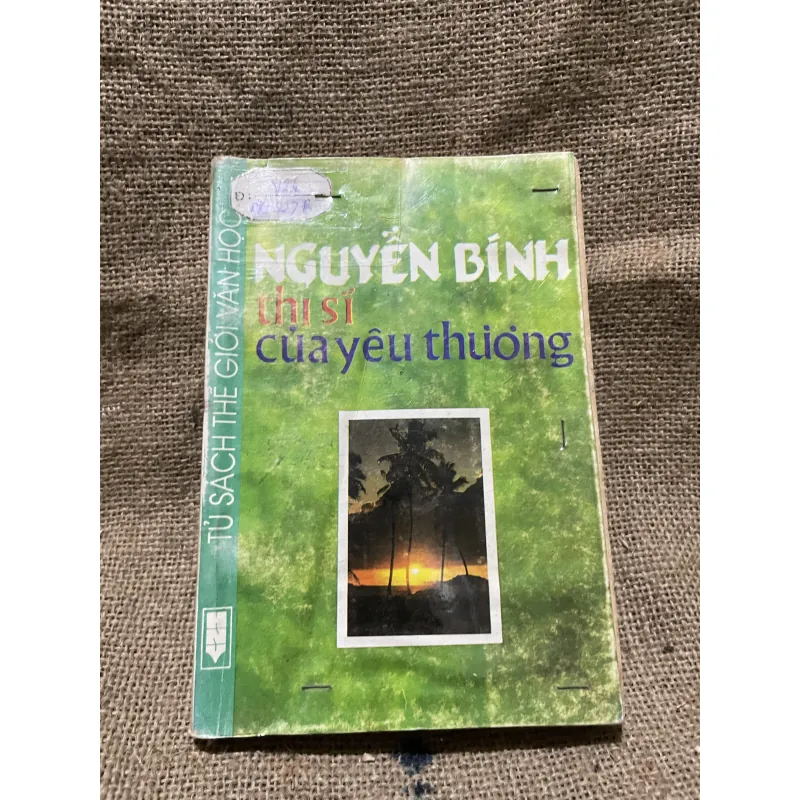 NGUYỄN BÍNH
thi sĩ
của yêu thương
TỦ SÁCH THẾ GIỚI VĂN HỌC